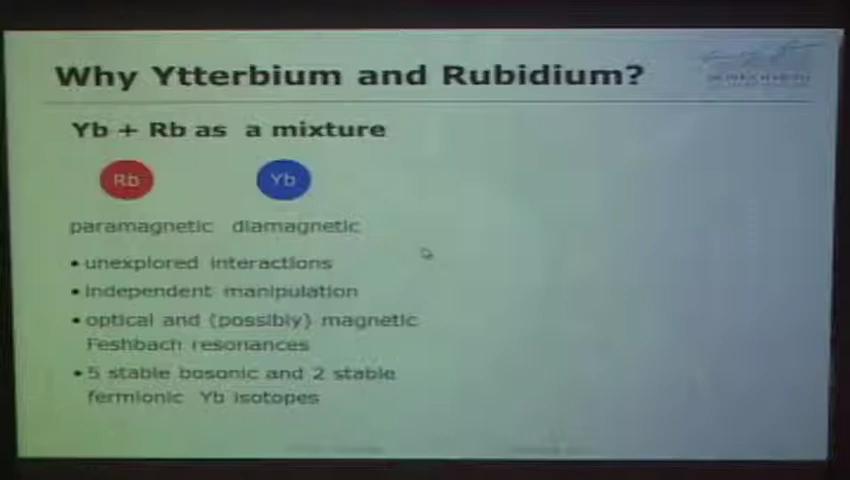 Why Ytterbium and Rubidium?
Yb + Rb as a mixture
Rb Yb
paramagnetic diamagnetic
• unexplored interactions
• independent manipulation
• optical and (possibly) magnetic
Feshbach resonances
• 5 stable bosonic and 2 stable
fermionic Yb isotopes